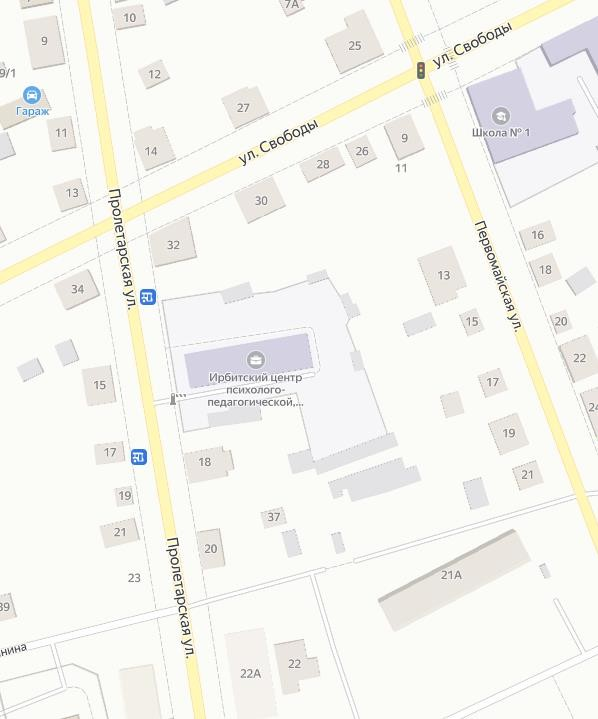 7А
10
9
ул. Свободы
25
12
9/1
27
Гараж
11
Школа № 1
14
ул. Свободы
9
26
28
11
13
30
Пролетарская ул.
Первомайская ул.
16
32
18
13
34
20
15
22
Ирбитский центр
психолого-
педагогической,...
15
17
24
19
17
18
21
19
37
21
20
Пролетарская ул.
21А
23
39
нина
22
22А